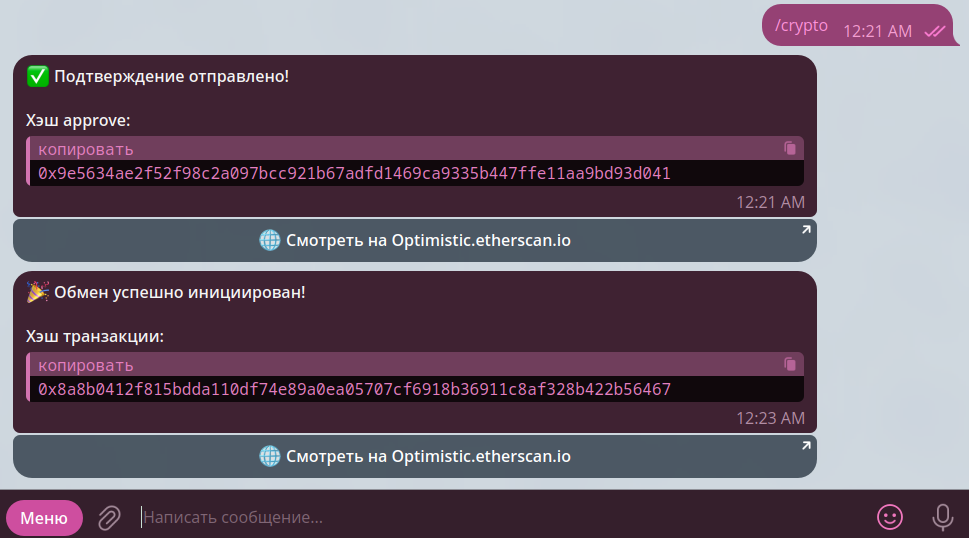 /crypto 12:21 AM
Подтверждение отправлено!
Хэш approve:
копировать
0x9e5634ae2f52f98c2a097bcc921b67adfd1469ca9335b447ffe11aa9bd93d041
12:21 AM
Смотреть на Optimistic.etherscan.io
Обмен успешно инициирован!
Хэш транзакции:
копировать
0x8a8b0412f815bdda110df74e89a0ea05707cf6918b36911c8af328b422b56467
12:23 AM
Смотреть на Optimistic.etherscan.io
Меню
Написать сообщение...